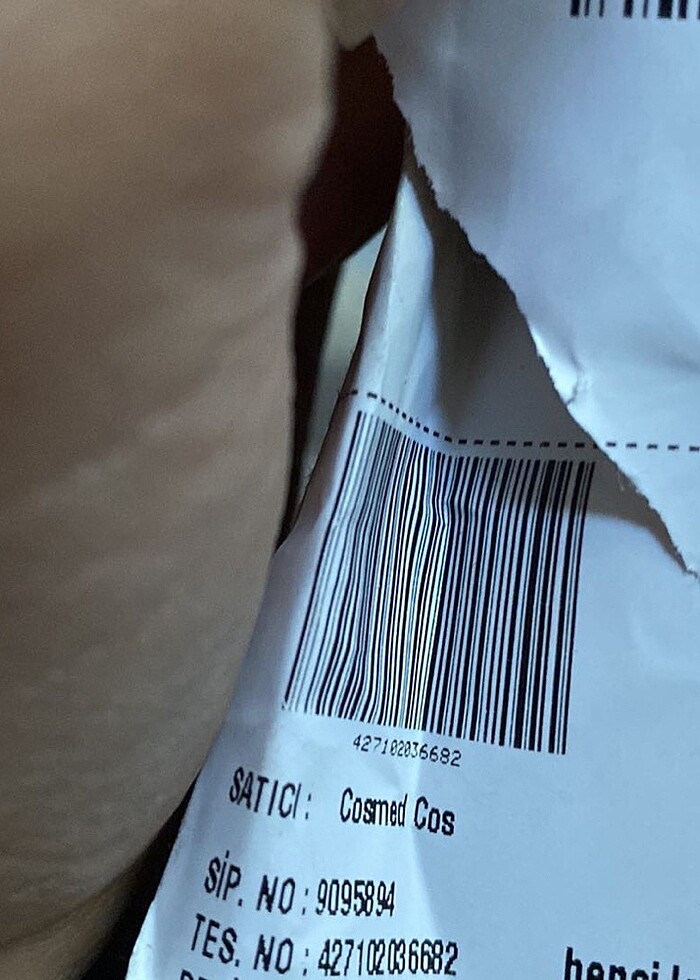 427102036682
SATICI: Cosmed Cos
SİP. NO: 9095894
TES. NO: 427102036682